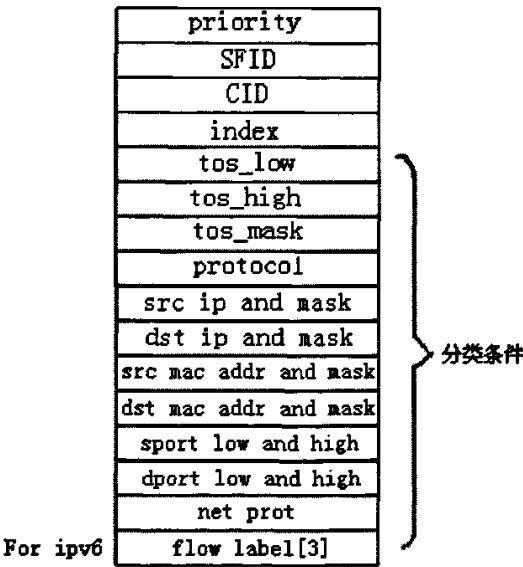 priority
SFID
CID
index
tos_low
tos_high
tos_mask
protocol
src ip and mask
dst ip and mask
src mac addr and mask
dst mac addr and mask
分类条件
sport low and high
dport low and high
net prot
For ipv6 flow label[3]